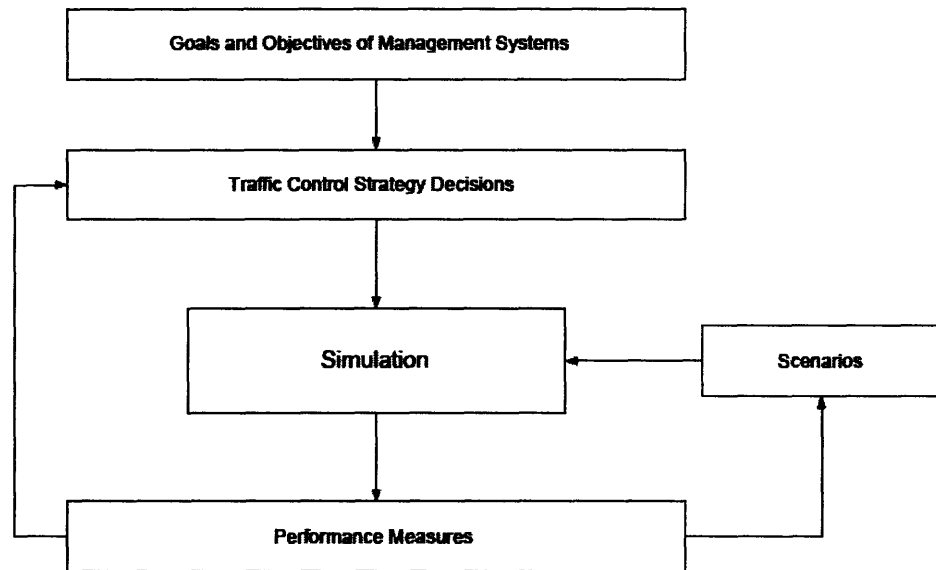 Goals and Objectives of Management Systems
Traffic Control Strategy Decisions
Simulation
Scenarios
Performance Measures